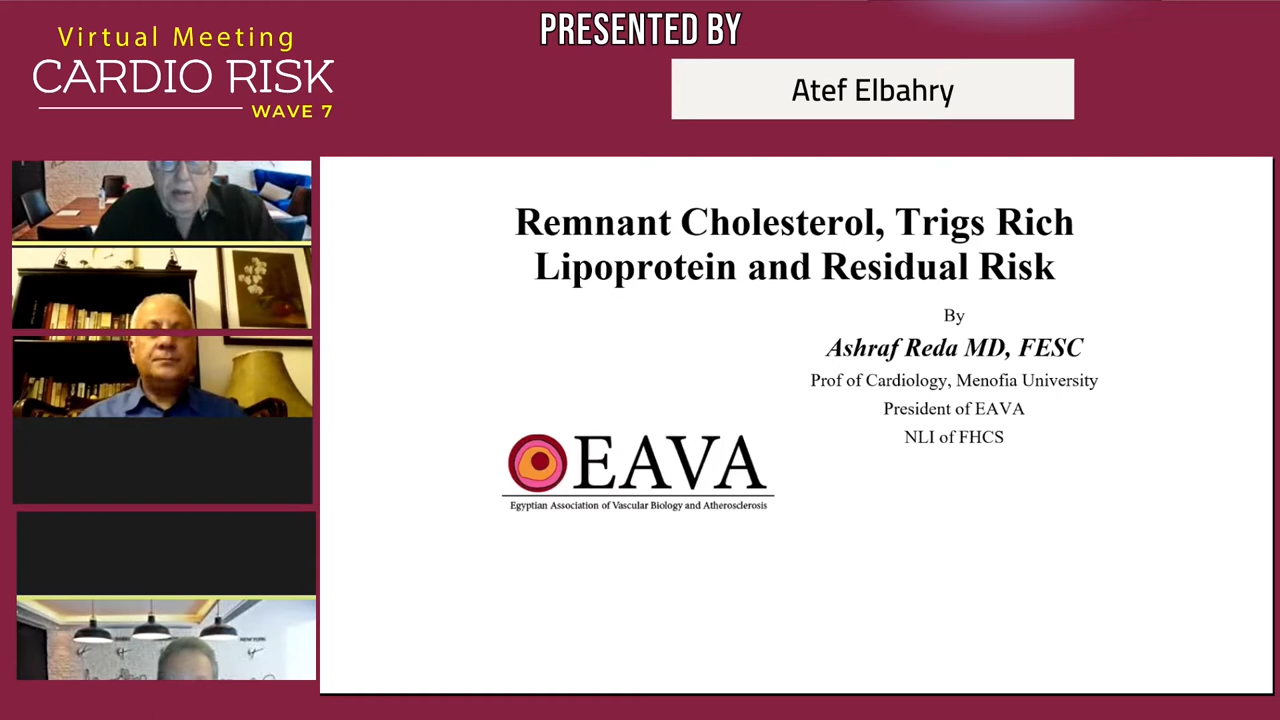 PRESENTED BY
Virtual Meeting
CARDIO RISK
WAVE 7
Atef Elbahry
Remnant Cholesterol, Trigs Rich
Lipoprotein and Residual Risk
By
Ashraf Reda MD, FESC
Prof of Cardiology, Menofia University
President of EAVA
NLI of FHCS
EAVA
Egyptian Association of Vascular Biology and Atherosclerosis
NEW YORK